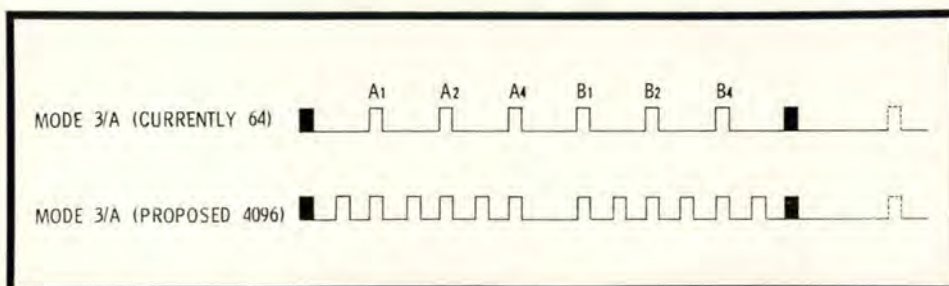 A1 A2 A4 B1 B2 B4
MODE 3/A (CURRENTLY 64)
MODE 3/A (PROPOSED 4096)